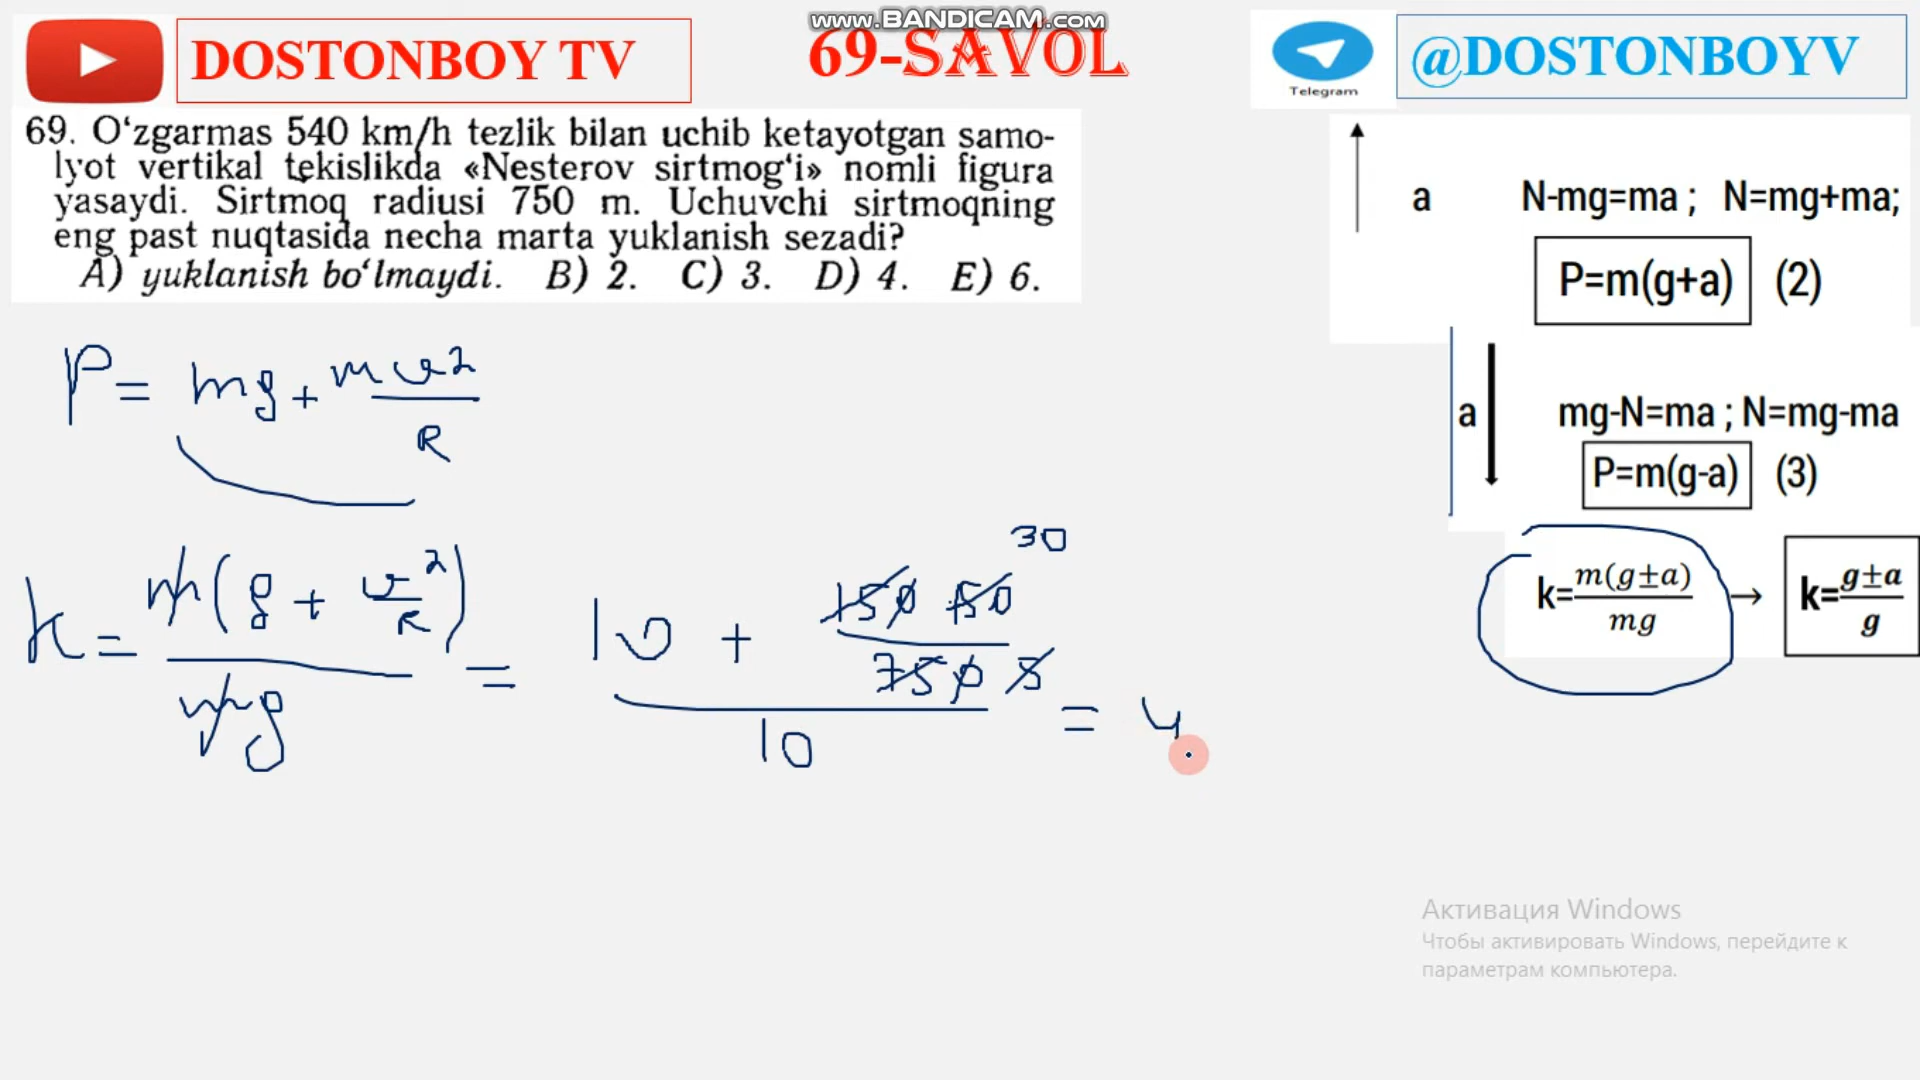 www.BANDICAM.com
DOSTONBOY TV
69-SAVOL
Telegram
@DOSTONBOYV
69. O‘zgarmas 540 km/h tezlik bilan uchib ketayotgan samo-
lyot vertikal tekislikda «Nesterov sirtmog‘i» nomli figura
yasaydi. Sirtmoq radiusi 750 m. Uchuvchi sirtmoqning
eng past nuqtasida necha marta yuklanish sezadi?
A) yuklanish bo‘lmaydi. B) 2. C) 3. D) 4. E) 6.
a N-mg=ma ; N=mg+ma;
P=m(g+a) (2)
a mg-N=ma ; N=mg-ma
P=m(g-a) (3)
k=m(g±a)/mg → k=g±a/g
P = mg + mv²/R
k = m(g + v²/R)/mg = 10 + 150 150/750 5 30 / 10 = 4
Активация Windows
Чтобы активировать Windows, перейдите к
параметрам компьютера.